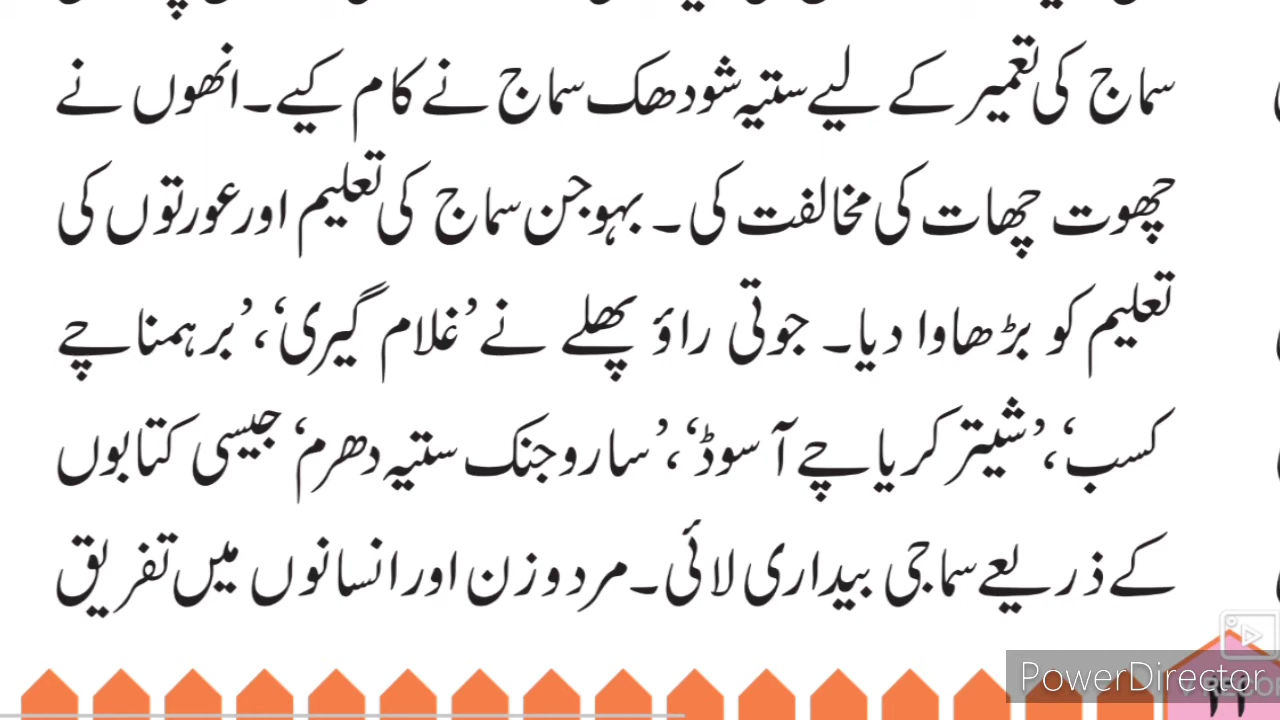 سماج کی تعمیر کے لیے ستیہ شودھک سماج نے کام کیے۔ انھوں نے
چھوت چھات کی مخالفت کی۔ بہوجن سماج کی تعلیم اور عورتوں کی
تعلیم کو بڑھاوا دیا۔ جوتی راؤ پھلے نے ’غلام گیری‘، ’برہمناچے
کسب‘، ’شیتر کریاچے آسوڈ‘، ’ساروجنک ستیہ دھرم‘ جیسی کتابوں
کے ذریعے سماجی بیداری لائی۔ مرد و زن اور انسانوں میں تفریق
PowerDirector